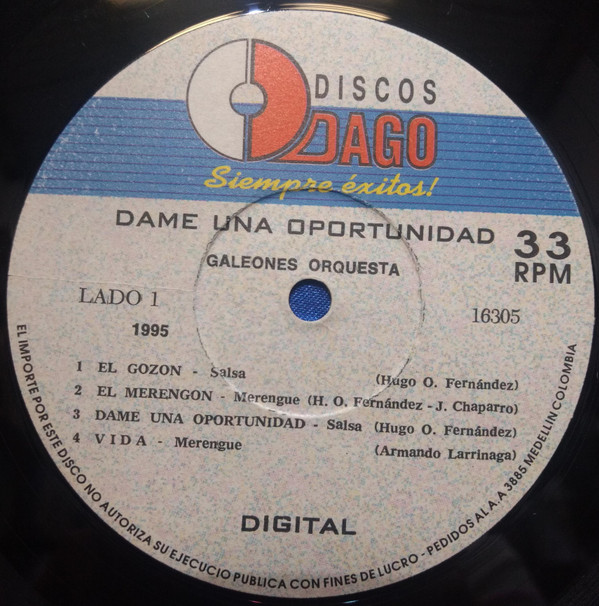 DISCOS
DAGO
Siempre éxitos!
DAME UNA OPORTUNIDAD
33
RPM
GALEONES ORQUESTA
LADO 1
16305
1995
1 EL GOZON - Salsa (Hugo O. Fernández)
2 EL MERENGON - Merengue (H. O. Fernández - J. Chaparro)
3 DAME UNA OPORTUNIDAD - Salsa (Hugo O. Fernández)
4 VIDA - Merengue (Armando Larrinaga)
DIGITAL
EL IMPORTE POR ESTE DISCO NO AUTORIZA SU EJECUCIO PUBLICA CON FINES DE LUCRO - PEDIDOS AL A.A 3885 MEDELLIN COLOMBIA